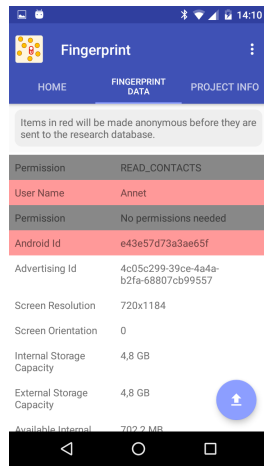 14:10
Fingerprint
HOME
FINGERPRINT
DATA
PROJECT INFO
Items in red will be made anonymous before they are
sent to the research database.
Permission READ_CONTACTS
User Name Annet
Permission No permissions needed
Android Id e43e57d73a3ae65f
Advertising Id 4c05c299-39ce-4a4a-
b2fa-68807cb99557
Screen Resolution 720x1184
Screen Orientation 0
Internal Storage 4,8 GB
Capacity
External Storage 4,8 GB
Capacity
Available Internal 702,2 MB